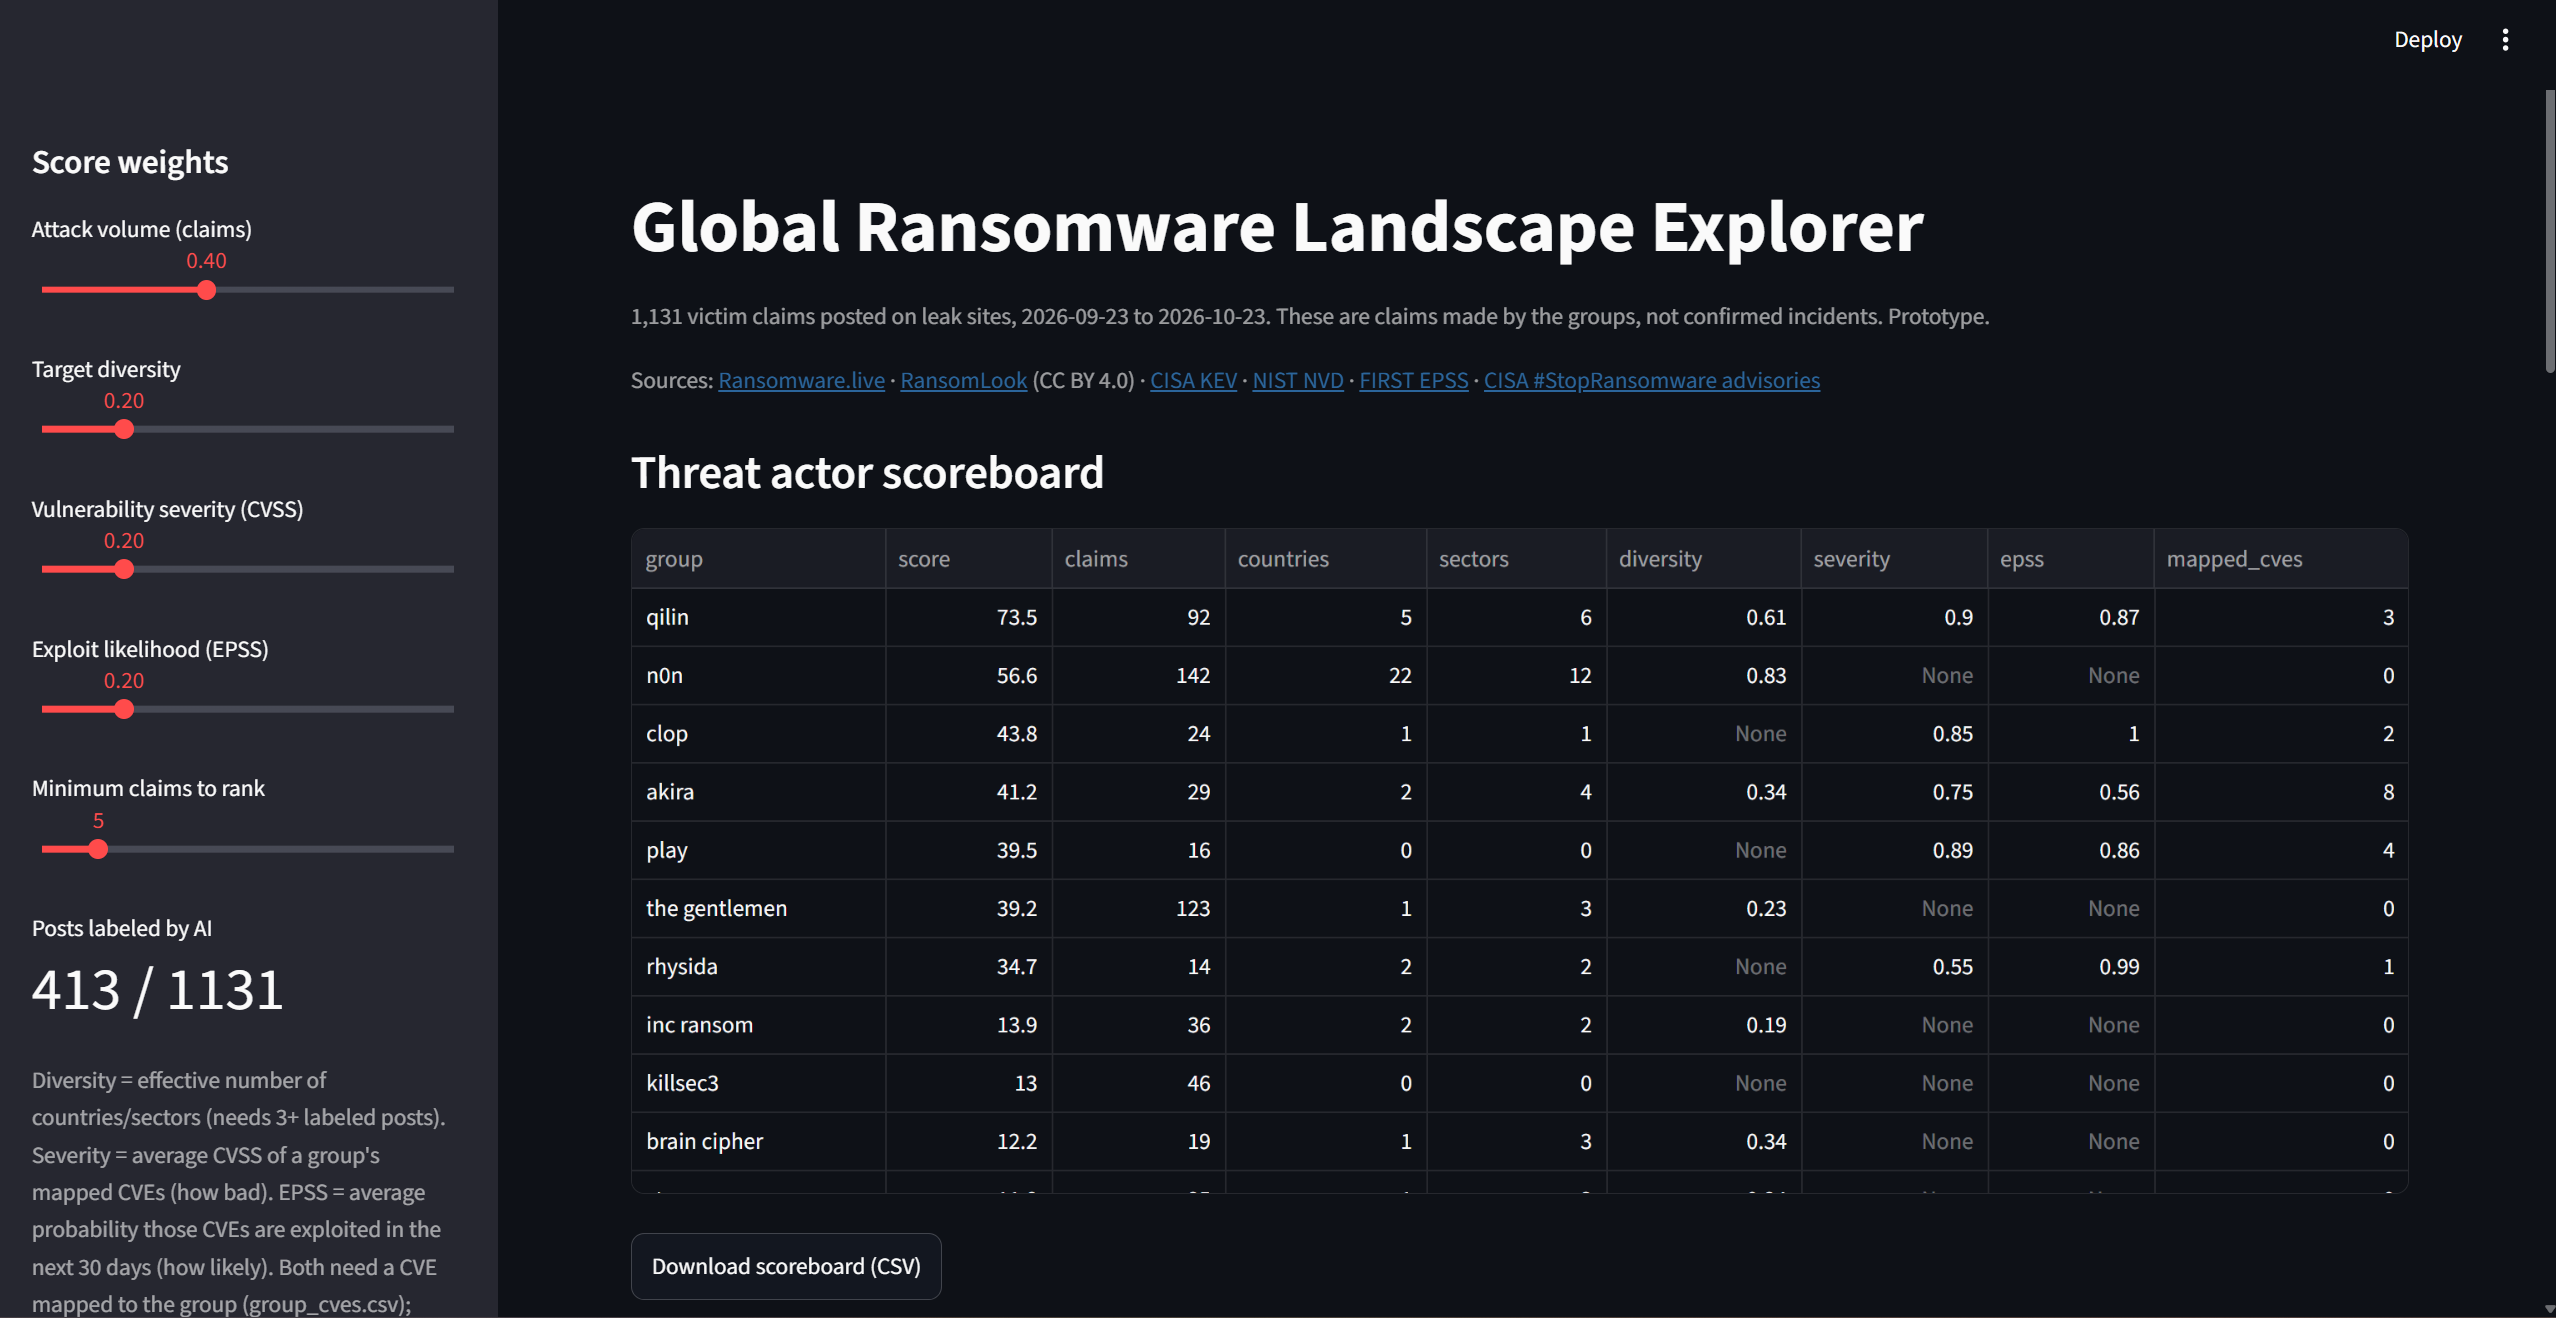 Deploy
Score weights
Attack volume (claims)
0.40
Target diversity
0.20
Vulnerability severity (CVSS)
0.20
Exploit likelihood (EPSS)
0.20
Minimum claims to rank
5
Posts labeled by AI
413 / 1131
Diversity = effective number of
countries/sectors (needs 3+ labeled posts).
Severity = average CVSS of a group's
mapped CVEs (how bad). EPSS = average
probability those CVEs are exploited in the
next 30 days (how likely). Both need a CVE
mapped to the group (group_cves.csv);
Global Ransomware Landscape Explorer
1,131 victim claims posted on leak sites, 2026-09-23 to 2026-10-23. These are claims made by the groups, not confirmed incidents. Prototype.
Sources: Ransomware.live · RansomLook (CC BY 4.0) · CISA KEV · NIST NVD · FIRST EPSS · CISA #StopRansomware advisories
Threat actor scoreboard
group score claims countries sectors diversity severity epss mapped_cves
qilin 73.5 92 5 6 0.61 0.9 0.87 3
n0n 56.6 142 22 12 0.83 None None 0
clop 43.8 24 1 1 None 0.85 1 2
akira 41.2 29 2 4 0.34 0.75 0.56 8
play 39.5 16 0 0 None 0.89 0.86 4
the gentlemen 39.2 123 1 3 0.23 None None 0
rhysida 34.7 14 2 2 None 0.55 0.99 1
inc ransom 13.9 36 2 2 0.19 None None 0
killsec3 13 46 0 0 None None None 0
brain cipher 12.2 19 1 3 0.34 None None 0
Download scoreboard (CSV)